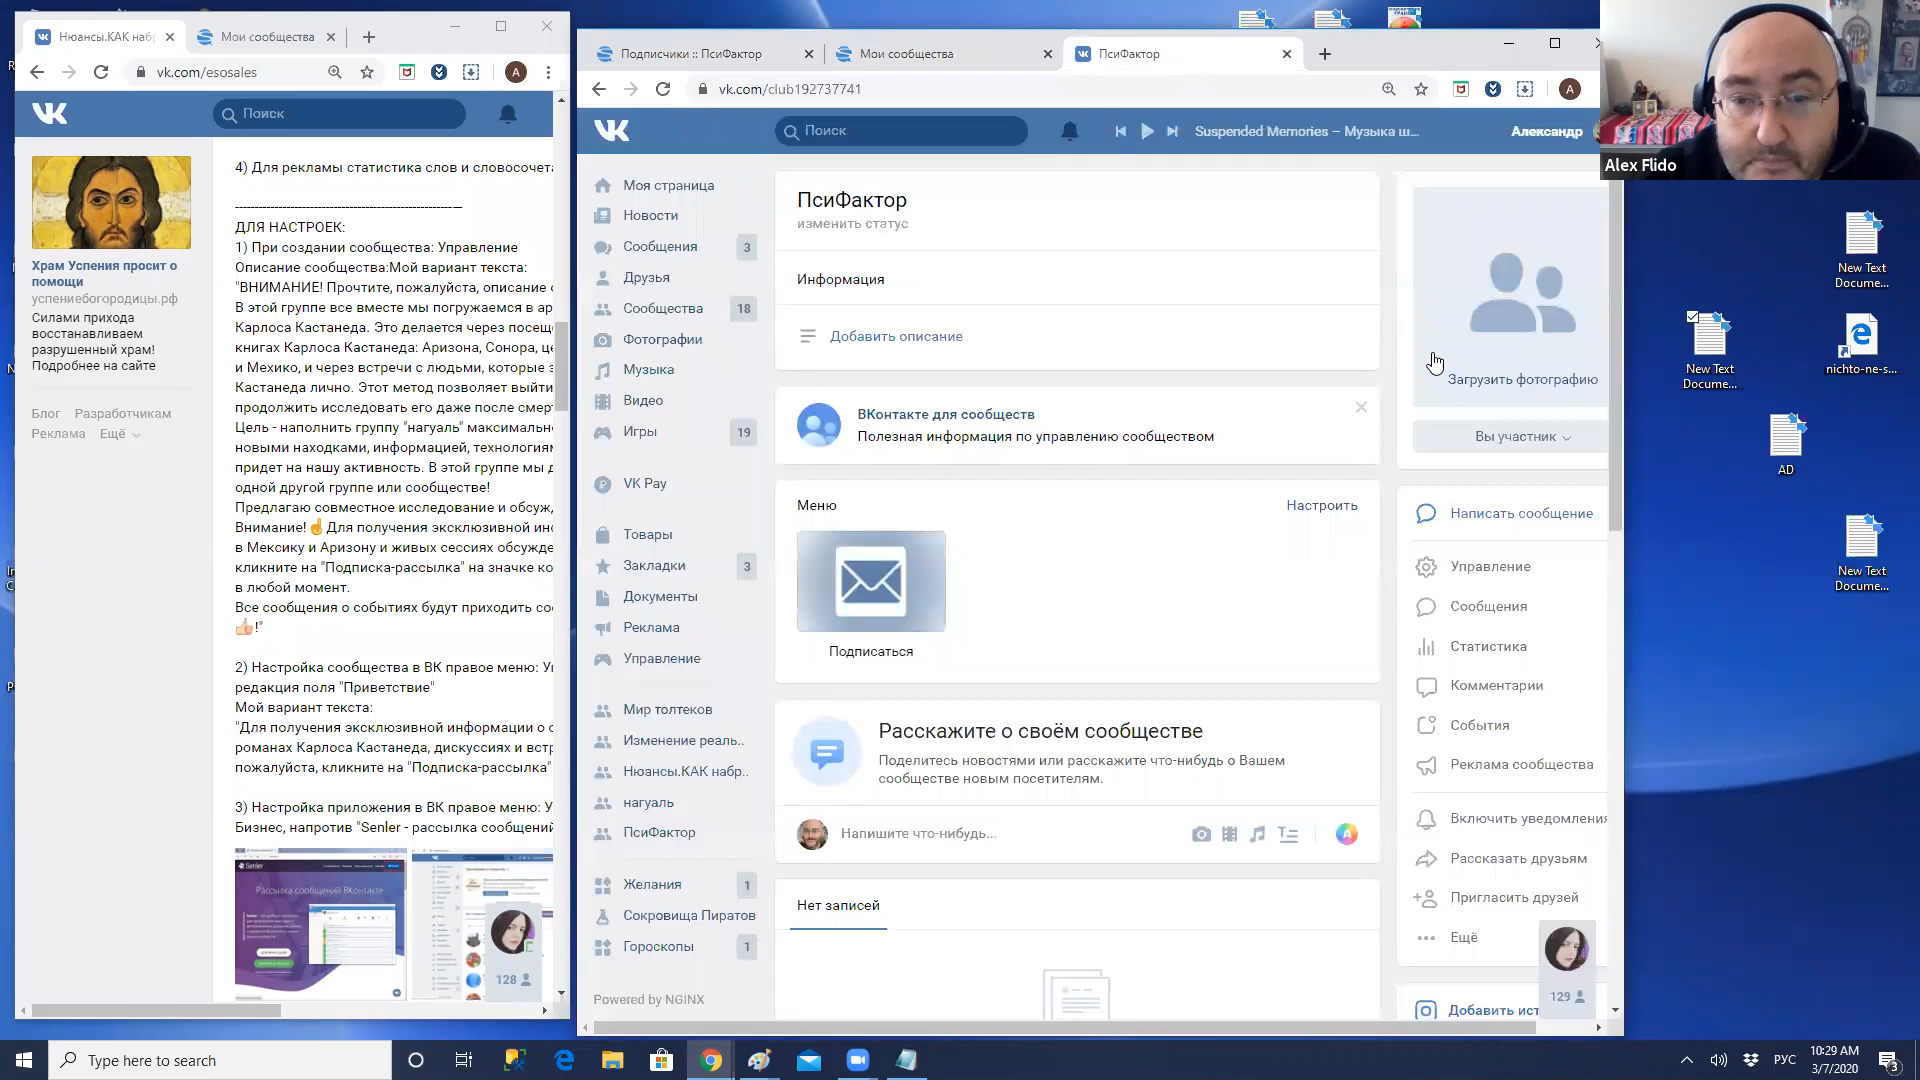 Нюансы.КАК наб
Мои сообщества
vk.com/esosales
A
Поиск
Храм Успения просит о
помощи
успениебогородицы.рф
Силами прихода
восстанавливаем
разрушенный храм!
Подробнее на сайте
Блог Разработчикам
Реклама Ещё
4) Для рекламы статистика слов и словосочета
ДЛЯ НАСТРОЕК:
1) При создании сообщества: Управление
Описание сообщества:Мой вариант текста:
"ВНИМАНИЕ! Прочтите, пожалуйста, описание
В этой группе все вместе мы погружаемся в ар
Карлоса Кастанеда. Это делается через посещ
книгах Карлоса Кастанеда: Аризона, Сонора, це
и Мехико, и через встречи с людьми, которые з
Кастанеда лично. Этот метод позволяет выйти
продолжить исследовать его даже после смер
Цель - наполнить группу "нагуаль" максимальн
новыми находками, информацией, технология
придет на нашу активность. В этой группе мы д
одной другой группе или сообществе!
Предлагаю совместное исследование и обсуж
Внимание!☝Для получения эксклюзивной ин
в Мексику и Аризону и живых сессиях обсужде
кликните на "Подписка-рассылка" на значке ко
в любой момент.
Все сообщения о событиях будут приходить со
👍!"
2) Настройка сообщества в ВК правое меню: У
редакция поля "Приветствие"
Мой вариант текста:
"Для получения эксклюзивной информации о с
романах Карлоса Кастанеда, дискуссиях и встр
пожалуйста, кликните на "Подписка-рассылка"
3) Настройка приложения в ВК правое меню: У
Бизнес, напротив "Senler - рассылка сообщений
Senler
Рассылка сообщений ВКонтакте
128
Подписчики :: ПсиФактор
Мои сообщества
ПсиФактор
vk.com/club192737741
A
Поиск
Suspended Memories – Музыка ш...
Александр
Моя страница
Новости
Сообщения 3
Друзья
Сообщества 18
Фотографии
Музыка
Видео
Игры 19
VK Pay
Товары
Закладки 3
Документы
Реклама
Управление
Мир толтеков
Изменение реаль..
Нюансы.КАК набр..
нагуаль
ПсиФактор
Желания 1
Сокровища Пиратов
Гороскопы 1
Powered by NGINX
ПсиФактор
изменить статус
Информация
Добавить описание
ВКонтакте для сообществ
Полезная информация по управлению сообществом
Меню
Настроить
Подписаться
Расскажите о своём сообществе
Поделитесь новостями или расскажите что-нибудь о Вашем
сообществе новым посетителям.
Напишите что-нибудь...
Нет записей
Загрузить фотографию
Вы участник
Написать сообщение
Управление
Сообщения
Статистика
Комментарии
События
Реклама сообщества
Включить уведомления
Рассказать друзьям
Пригласить друзей
Ещё
129
Добавить ист
Alex Flido
New Text
Docume...
New Text
Docume...
nichto-ne-s...
AD
New Text
Docume...
Type here to search
РУС
10:29 AM
3/7/2020
3